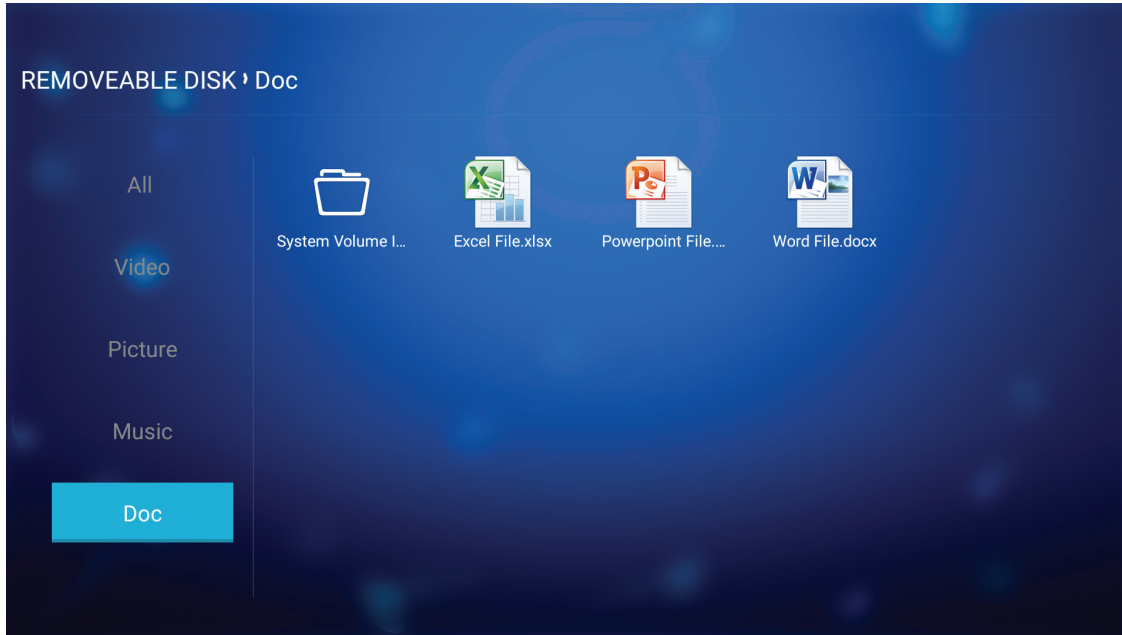 REMOVEABLE DISK › Doc
All
Video
Picture
Music
Doc
System Volume I...
Excel File.xlsx
Powerpoint File....
Word File.docx